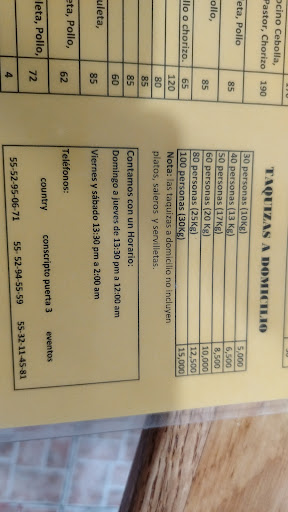 ocino Cebolla,
Pastor, Chorizo 190
eta, Pollo 85
Pollo,
85
llo o chorizo. 65
120
80
85
85
60
uleta,
85
eta, Pollo, 62
uleta, Pollo, 72
4
TAQUIZAS A DOMICILIO
30 personas (10kg) 5,000
40 personas (13 Kg) 6,500
50 personas (17Kg) 8,500
60 personas (20 Kg) 10,000
80 personas (25Kg) 12,500
100 personas (30Kg) 15,000
Nota: las taquizas a domicilio no incluyen
platos, saleros y servilletas.
Contamos con un Horario:
Domingo a jueves de 13:30 pm a 12:00 am
Viernes y sábado 13:30 pm a 2:00 am
Teléfonos:
country conscripto puerta 3 eventos
55-52-95-06-71 55- 52-94-55-59 55-32-11-45-81